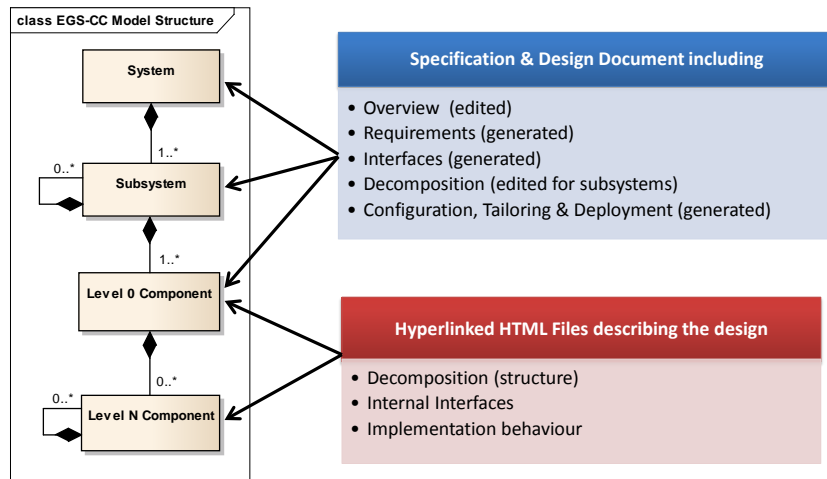 class EGS-CC Model Structure
System
1..*
0..*
Subsystem
1..*
Level 0 Component
0..*
0..*
Level N Component
Specification & Design Document including
• Overview (edited)
• Requirements (generated)
• Interfaces (generated)
• Decomposition (edited for subsystems)
• Configuration, Tailoring & Deployment (generated)
Hyperlinked HTML Files describing the design
• Decomposition (structure)
• Internal Interfaces
• Implementation behaviour